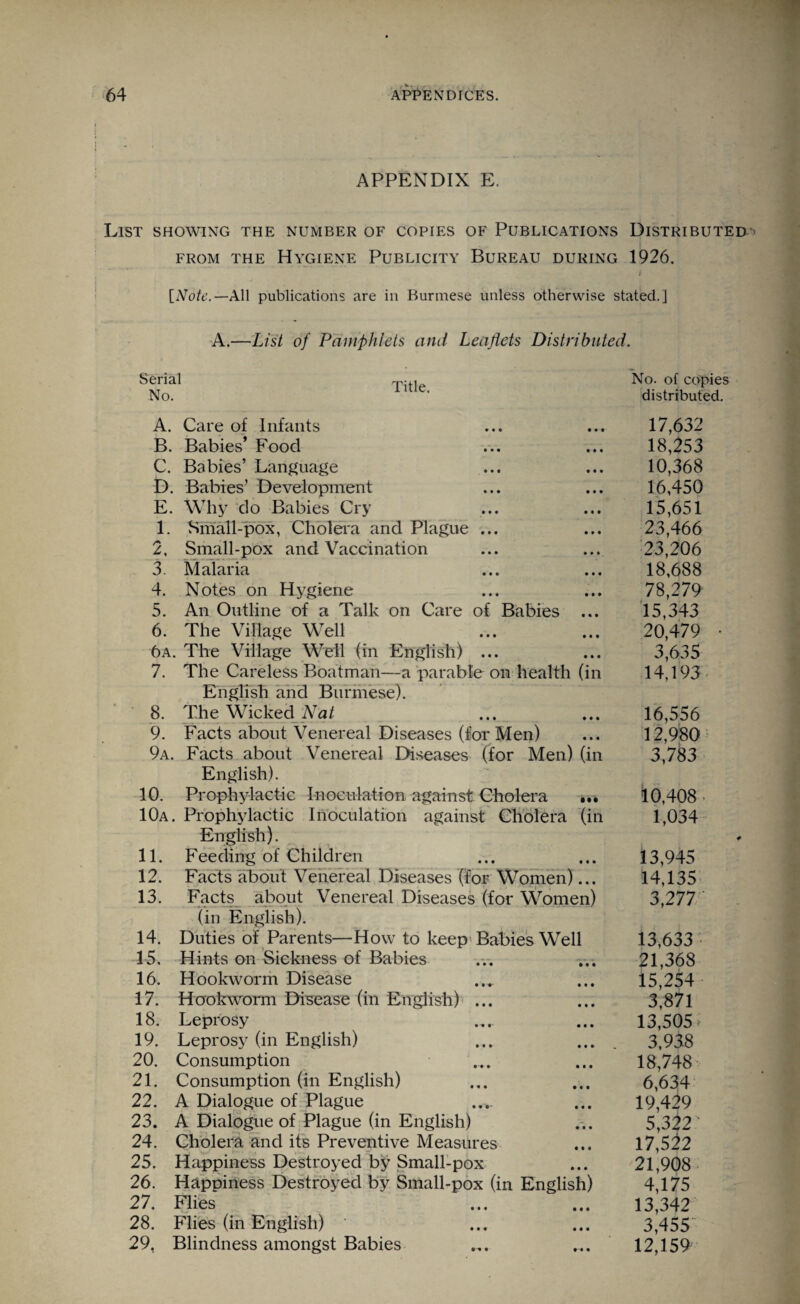 64 APPENDICES.
APPENDIX E.
LIST SHOWING THE NUMBER OF COPIES OF PUBLICATIONS DISTRIBUTED
FROM THE HYGIENE PUBLICITY BUREAU DURING 1926.
[Note.—All publications are in Burmese unless otherwise stated.]
A.—List of Pamphlets and Leaflets Distributed.
Serial No. Title. No. of copies distributed.
A. Care of Infants ... ... 17,632
B. Babies' Food ... ... 18,253
C. Babies' Language ... ... 10,368
D. Babies' Development ... ... 16,450
E. Why do Babies Cry ... ... 15,651
1. Small-pox, Cholera and Plague ... ... 23,466
2. Small-pox and Vaccination ... ... 23,206
3. Malaria ... ... 18,688
4. Notes on Hygiene ... ... 78,279
5. An Outline of a Talk on Care of Babies ... 15,343
6. The Village Well ... ... 20,479
6A. The Village Well (in English) ... ... 3,635
7. The Careless Boatman—a parable on health (in 14,193
English and Burmese).
8. The Wicked Nat ... ... 16,556
9. Facts about Venereal Diseases (for Men) ... 12,980
9A. Facts about Venereal Diseases (for Men) (in 3,783
English).
10. Prophylactic Inoculation against Cholera ... 10,408
10A. Prophylactic Inoculation against Cholera (in 1,034
English).
11. Feeding of Children ... ... 13,945
12. Facts about Venereal Diseases (for Women) ... 14,135
13. Facts about Venereal Diseases (for Women) 3,277
(in English).
14. Duties of Parents—How to keep Babies Well 13,633
15. Hints on Sickness of Babies ... ... 21,368
16. Hookworm Disease ... ... 15,254
17. Hookworm Disease (in English) ... ... 3,871
18. Leprosy ... ... 13,505
19. Leprosy (in English) ... ... 3,938
20. Consumption ... ... 18,748
21. Consumption (in English) ... ... 6,634
22. A Dialogue of Plague ... ... 19,429
23. A Dialogue of Plague (in English) ... 5,322
24. Cholera and its Preventive Measures ... 17,522
25. Happiness Destroyed by Small-pox ... 21,908
26. Happiness Destroyed by Small-pox (in English) 4,175
27. Flies ... ... 13,342
28. Flies (in English) ... ... 3,455
29. Blindness amongst Babies ... ... 12,159